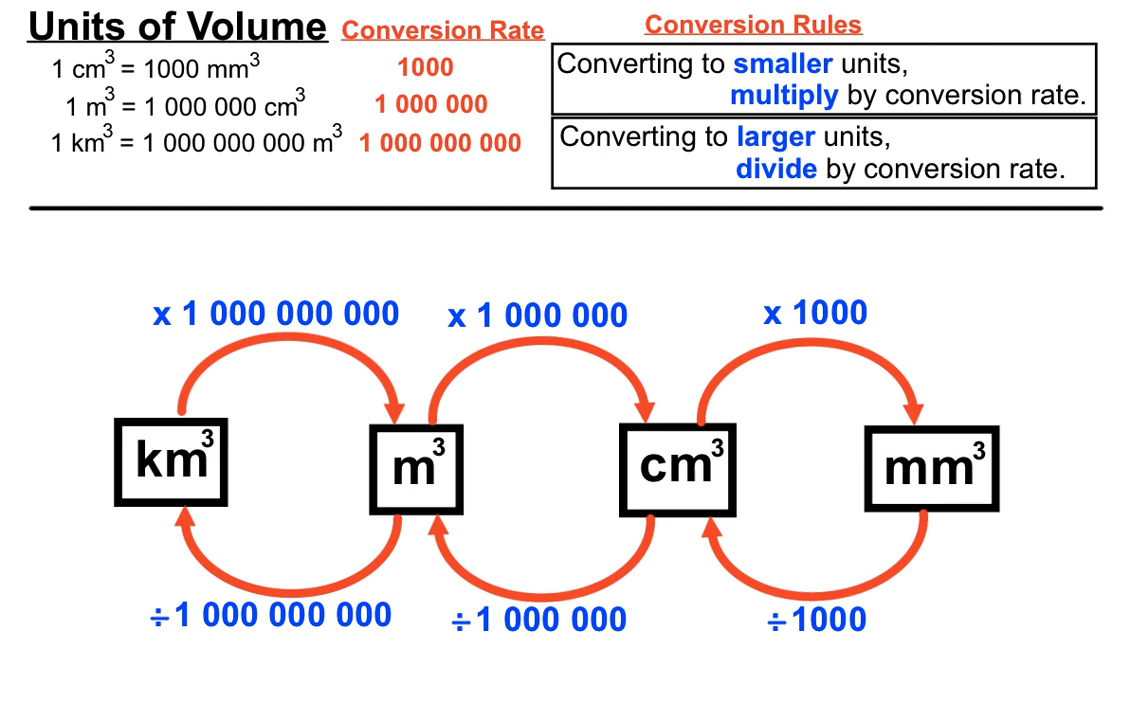 Units of Volume Conversion Rate Conversion Rules
1 cm³ = 1000 mm³ 1000
1 m³ = 1 000 000 cm³ 1 000 000
1 km³ = 1 000 000 000 m³ 1 000 000 000
Converting to smaller units,
multiply by conversion rate.
Converting to larger units,
divide by conversion rate.
x 1 000 000 000 x 1 000 000 x 1000
km³ m³ cm³ mm³
÷1 000 000 000 ÷1 000 000 ÷1000